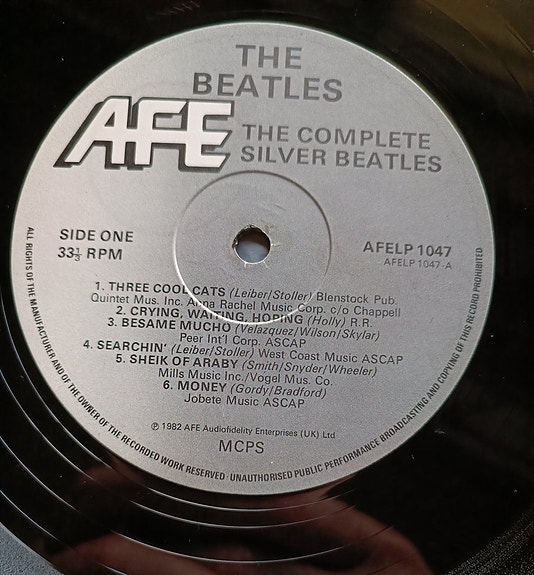 THE
BEATLES
AFE
THE COMPLETE
SILVER BEATLES
SIDE ONE
33⅓ RPM
AFELP 1047
AFELP 1047-A
1. THREE COOL CATS (Leiber/Stoller) Blenstock Pub.
Quintet Mus. Inc. Anna Rachel Music Corp. c/o Chappell
2. CRYING, WAITING, HOPING (Holly) R.R.
3. BESAME MUCHO (Velazquez/Wilson/Skylar)
Peer Int'l Corp. ASCAP
4. SEARCHIN' (Leiber/Stoller) West Coast Music ASCAP
5. SHEIK OF ARABY (Smith/Snyder/Wheeler)
Mills Music Inc./Vogel Mus. Co.
6. MONEY (Gordy/Bradford)
Jobete Music ASCAP
℗ 1982 AFE Audiofidelity Enterprises (UK) Ltd
MCPS
ALL RIGHTS OF THE MANUFACTURER AND OF THE OWNER OF THE RECORDED WORK RESERVED · UNAUTHORISED PUBLIC PERFORMANCE BROADCASTING AND COPYING OF THIS RECORD PROHIBITED